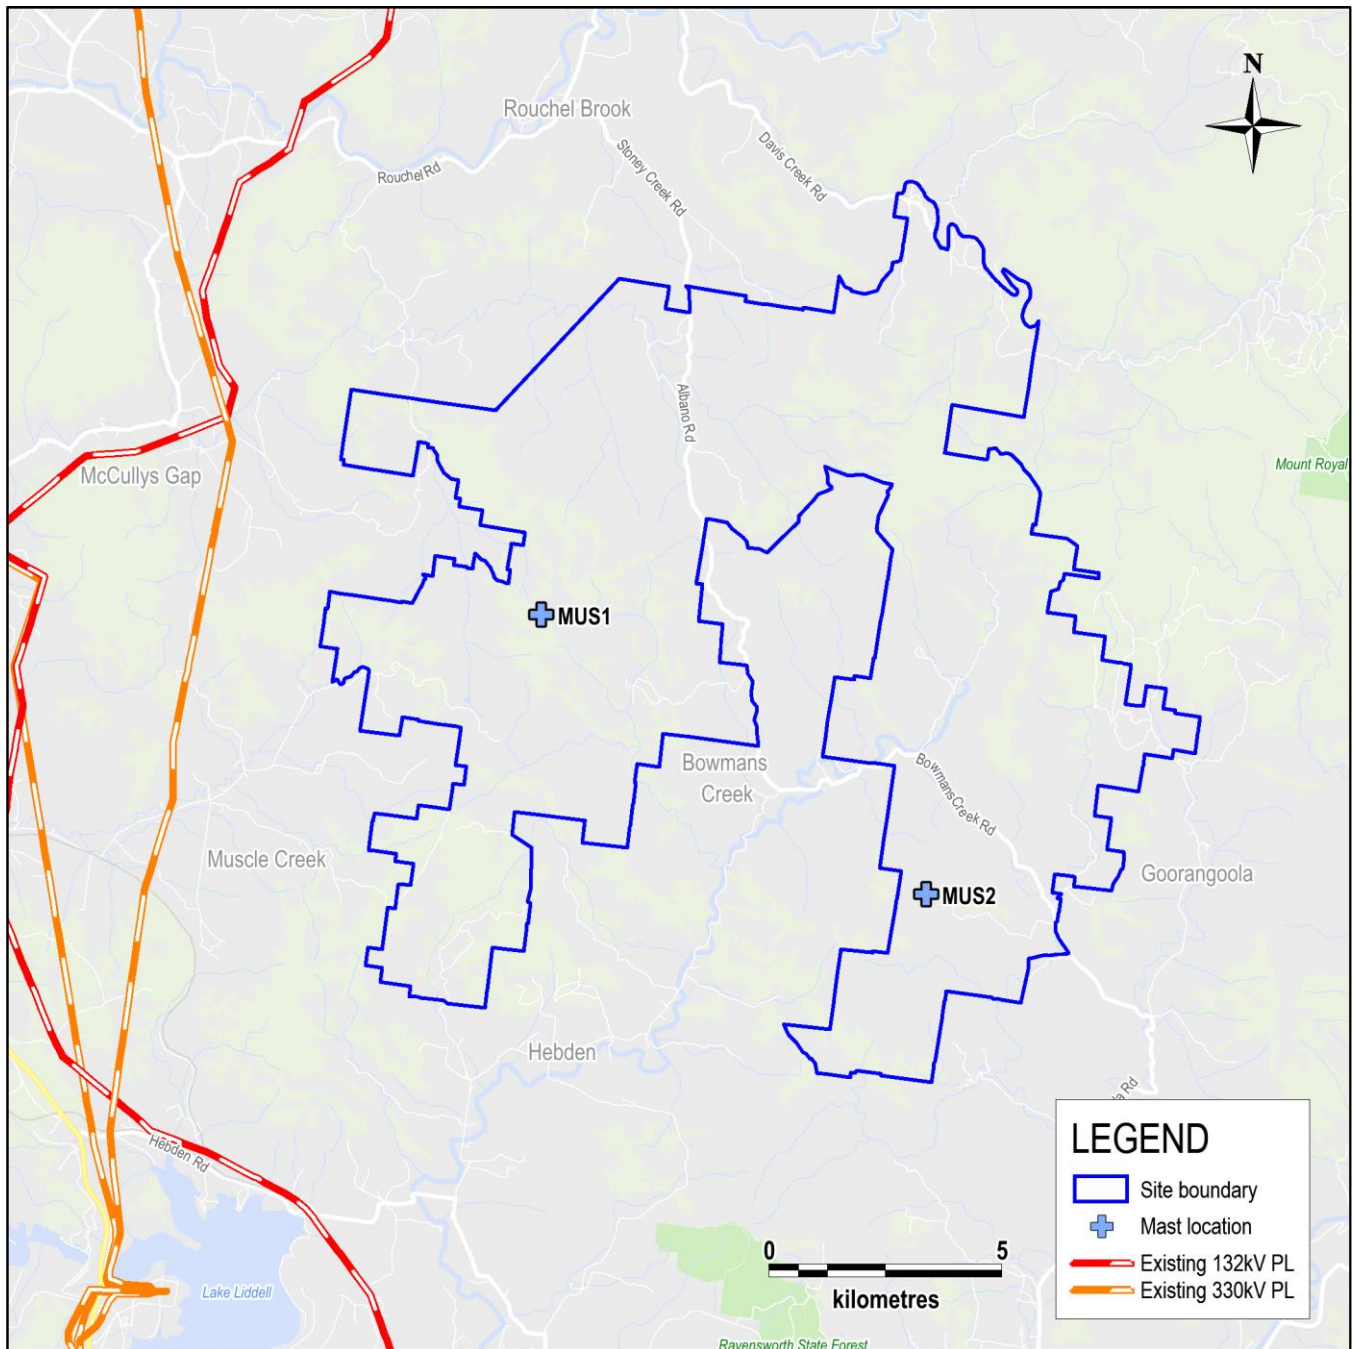 N
Rouchel Brook
Rouchel Rd
Stoney Creek Rd
Davis Creek Rd
Albano Rd
McCullys Gap
Mount Royal
MUS1
Bowmans
Creek
Bowmans Creek Rd
Muscle Creek
Goorangoola
MUS2
Hebden
Hebden Rd
Lake Liddell
Ravensworth State Forest
0 5
kilometres
LEGEND
Site boundary
Mast location
Existing 132kV PL
Existing 330kV PL